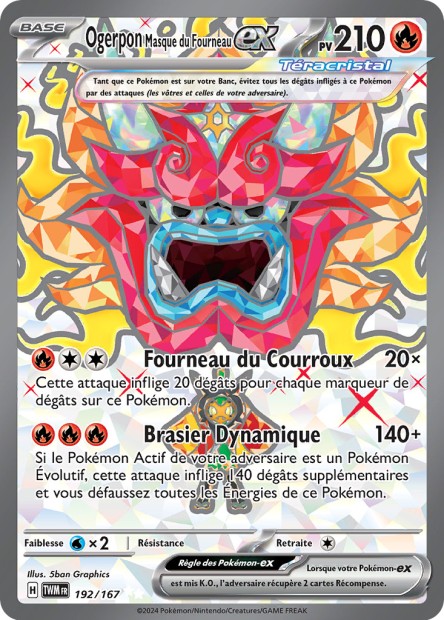 BASE Ogerpon Masque du Fourneau ex PV 210
Téracristal
Tant que ce Pokémon est sur votre Banc, évitez tous les dégâts infligés à ce Pokémon
par des attaques (les vôtres et celles de votre adversaire).
Fourneau du Courroux 20×
Cette attaque inflige 20 dégâts pour chaque marqueur de
dégâts sur ce Pokémon.
Brasier Dynamique 140+
Si le Pokémon Actif de votre adversaire est un Pokémon
Évolutif, cette attaque inflige 140 dégâts supplémentaires
et vous défaussez toutes les Énergies de ce Pokémon.
Faiblesse ×2 Résistance Retraite
Règle des Pokémon-ex Lorsque votre Pokémon-ex
est mis K.O., l'adversaire récupère 2 cartes Récompense.
Illus. 5ban Graphics
H TWM FR 192/167
©2024 Pokémon/Nintendo/Creatures/GAME FREAK